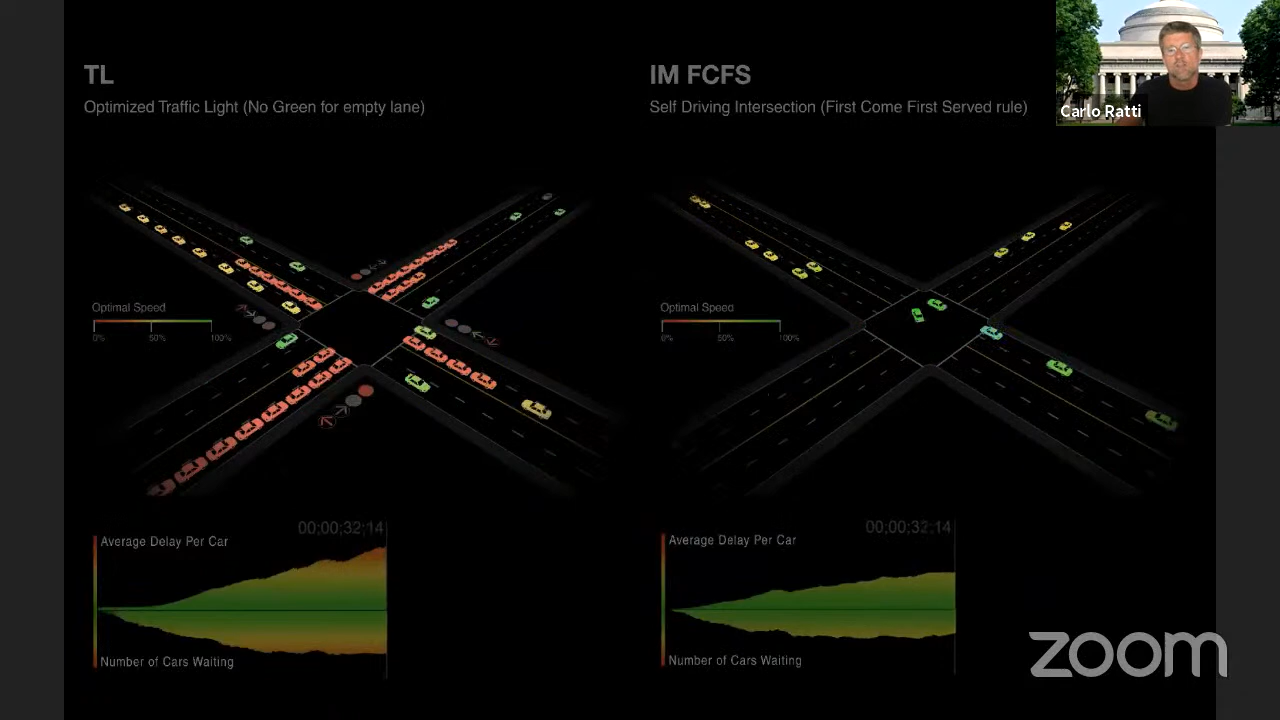 TL
Optimized Traffic Light (No Green for empty lane)
IM FCFS
Self Driving Intersection (First Come First Served rule)
Carlo Ratti
Optimal Speed
0% 50% 100%
Optimal Speed
0% 50% 100%
00;00;32;14
Average Delay Per Car
Number of Cars Waiting
00;00;32;14
Average Delay Per Car
Number of Cars Waiting
zoom